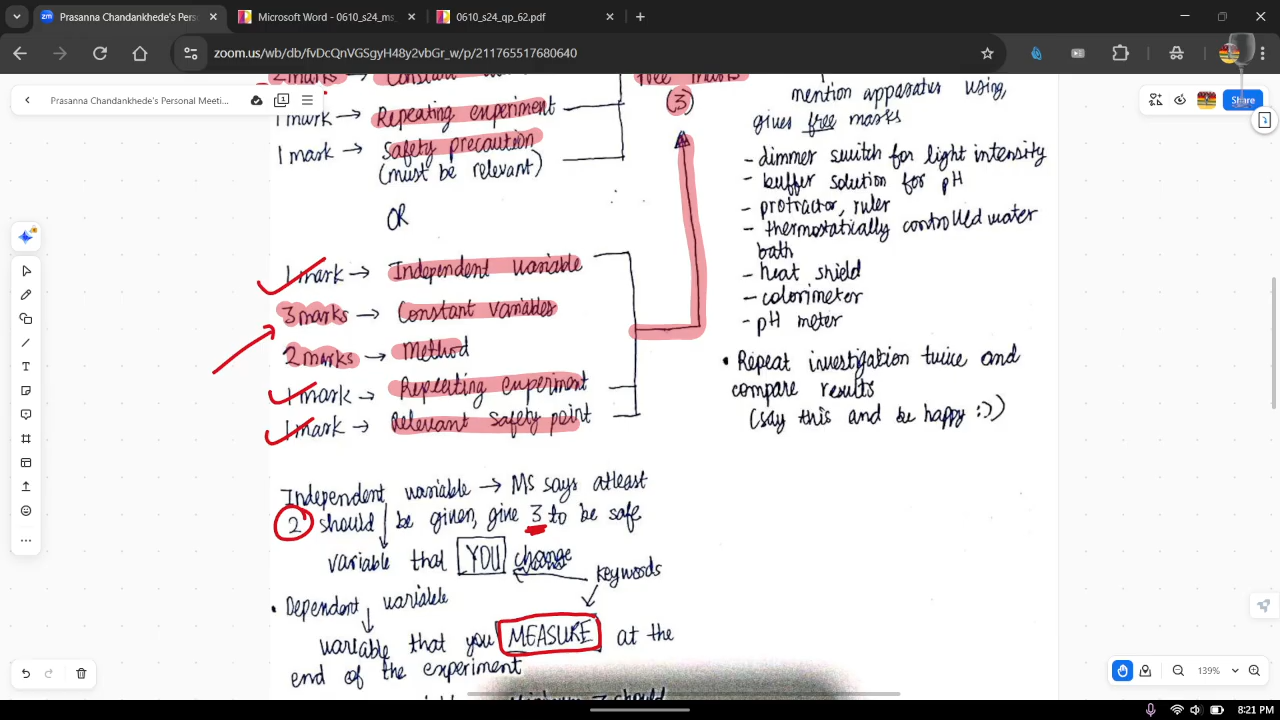 Prasanna Chandankhede's Pers
Microsoft Word - 0610_s24_ms
0610_s24_qp_62.pdf
zoom.us/wb/db/fvDcQnVGSgyH48y2vbGr_w/p/211765517680640
Prasanna Chandankhede's Personal Meeti...
Share
2 marks → Constant
free marks
(3)
1 mark → Repeating experiment
1 mark → Safety precaution
(must be relevant)
OR
1 mark → Independent variable
3 marks → Constant variables
2 marks → Method
1 mark → Repeating experiment
1 mark → Relevant safety point
Independent variable → MS says atleast
2 should be given, give 3 to be safe
variable that YOU change
keywords
• Dependent variable
variable that you MEASURE at the
end of the experiment
should
mention apparatus using,
gives free marks
- dimmer switch for light intensity
- buffer solution for pH
- protractor, ruler
- thermostatically controlled water
bath
- heat shield
- colorimeter
- pH meter
• Repeat investigation twice and
compare results
(say this and be happy :))
139%
8:21 PM